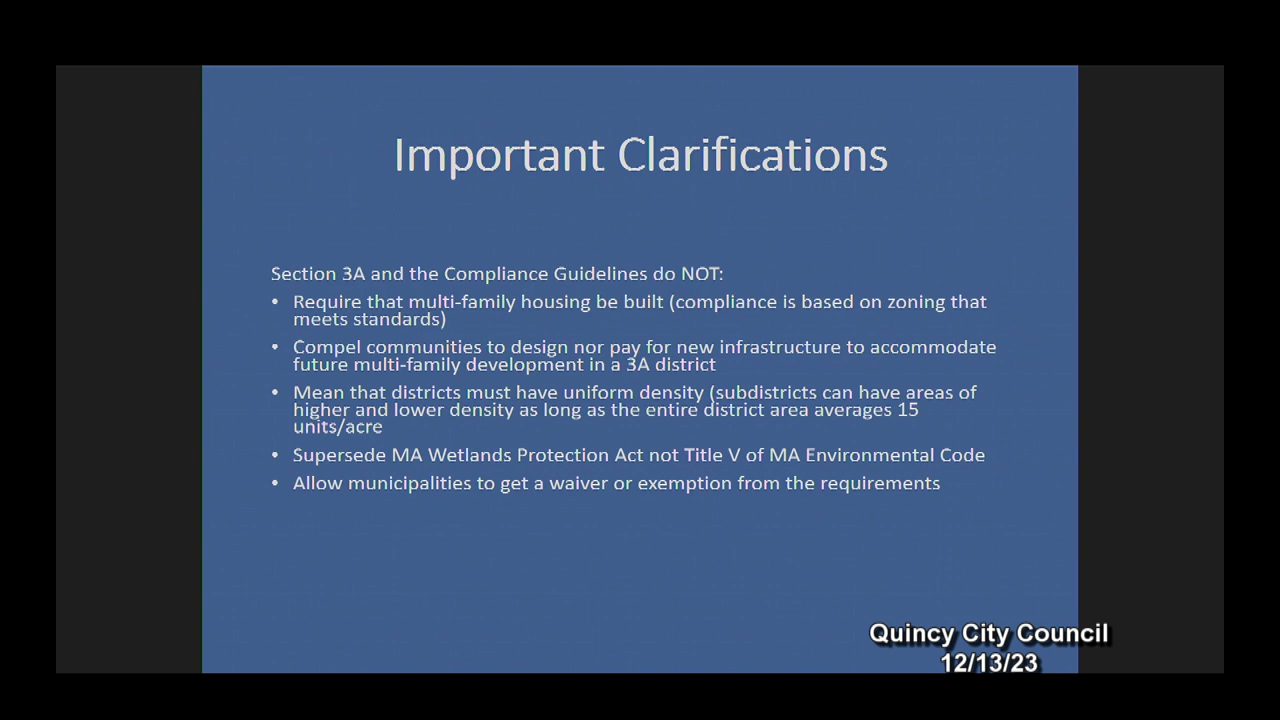 Important Clarifications
Section 3A and the Compliance Guidelines do NOT:
• Require that multi-family housing be built (compliance is based on zoning that
meets standards)
• Compel communities to design nor pay for new infrastructure to accommodate
future multi-family development in a 3A district
• Mean that districts must have uniform density (subdistricts can have areas of
higher and lower density as long as the entire district area averages 15
units/acre
• Supersede MA Wetlands Protection Act not Title V of MA Environmental Code
• Allow municipalities to get a waiver or exemption from the requirements
Quincy City Council
12/13/23